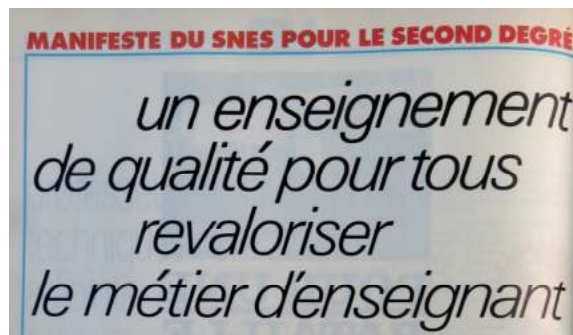 MANIFESTE DU SNES POUR LE SECOND DEGRÉ
un enseignement
de qualité pour tous
revaloriser
le métier d'enseignant